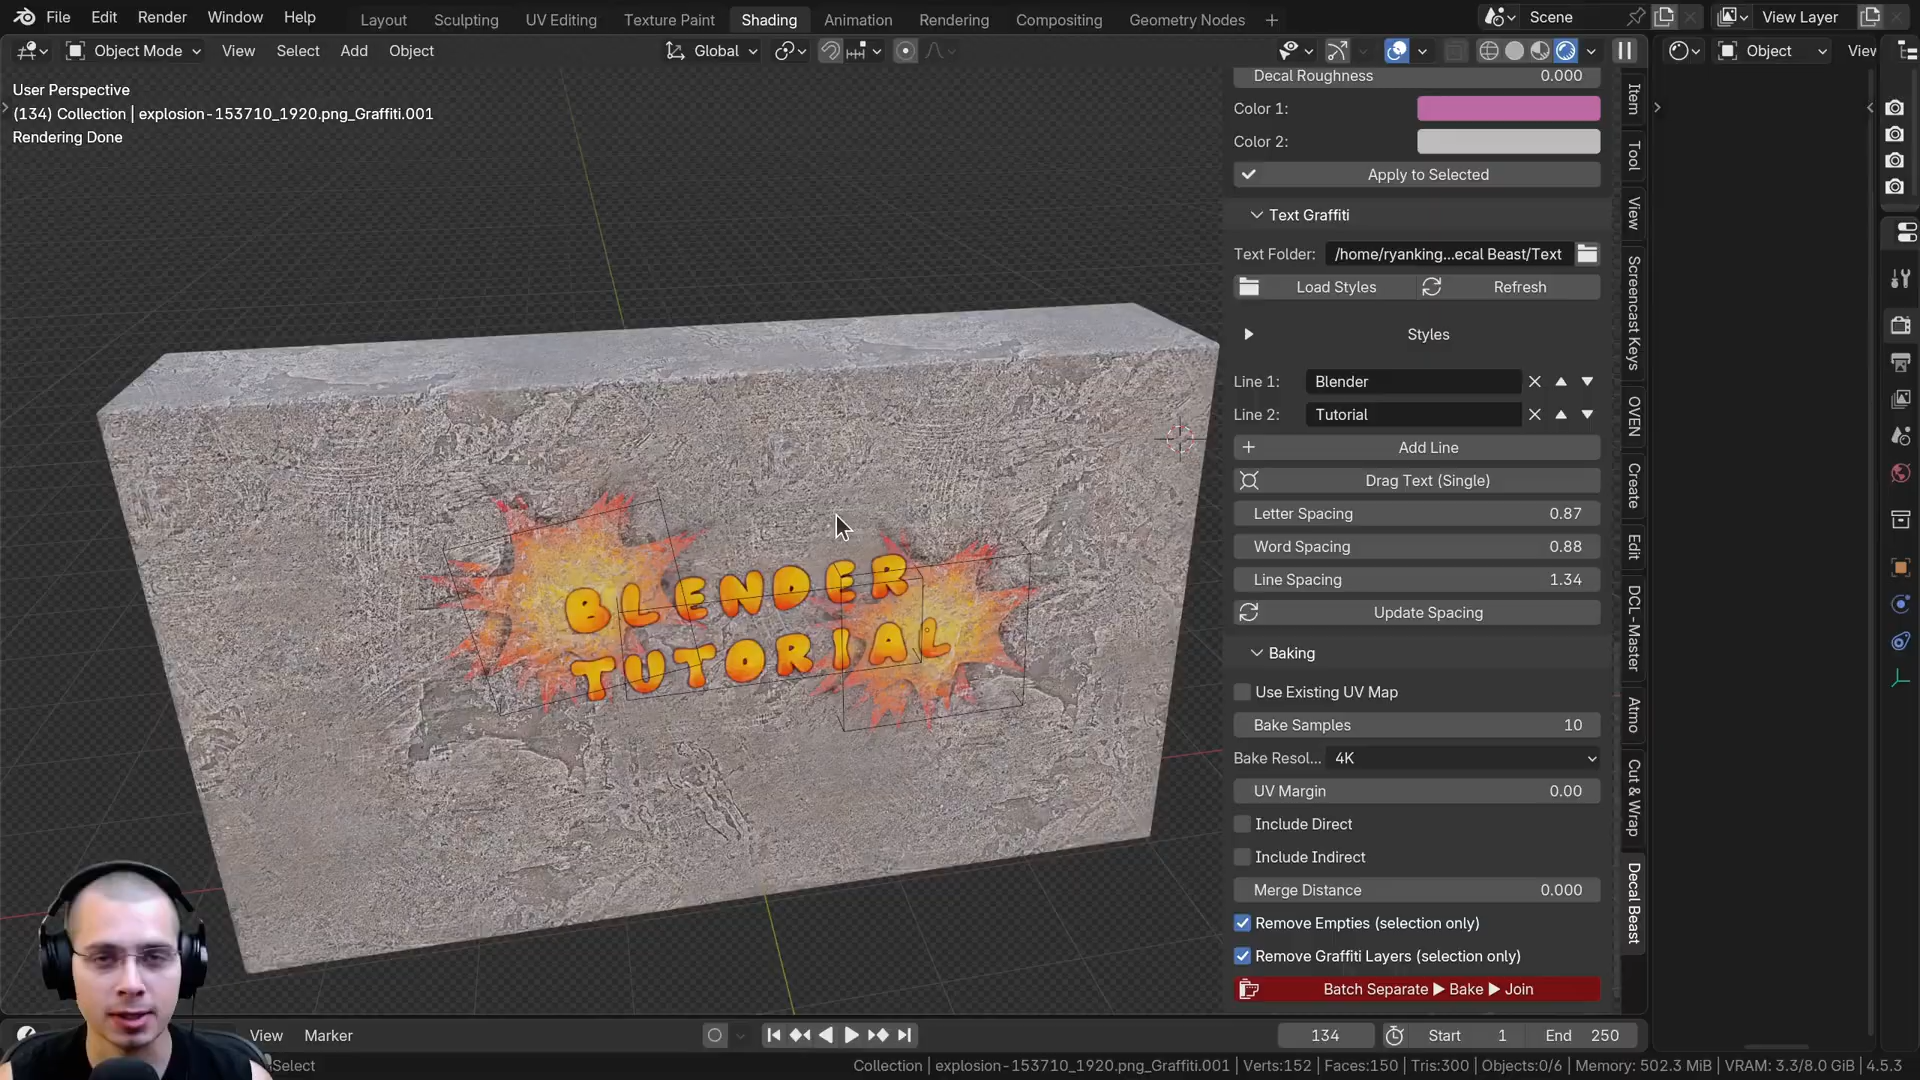 File Edit Render Window Help Layout Sculpting UV Editing Texture Paint Shading Animation Rendering Compositing Geometry Nodes + Scene View Layer
Object Mode View Select Add Object Global Object View
User Perspective
(134) Collection | explosion-153710_1920.png_Graffiti.001
Rendering Done
Decal Roughness 0.000
Color 1:
Color 2:
Apply to Selected
Text Graffiti
Text Folder: /home/ryanking...ecal Beast/Text
Load Styles Refresh
Styles
Line 1: Blender
Line 2: Tutorial
Add Line
Drag Text (Single)
Letter Spacing 0.87
Word Spacing 0.88
Line Spacing 1.34
Update Spacing
Baking
Use Existing UV Map
Bake Samples 10
Bake Resol... 4K
UV Margin 0.00
Include Direct
Include Indirect
Merge Distance 0.000
Remove Empties (selection only)
Remove Graffiti Layers (selection only)
Batch Separate ▶ Bake ▶ Join
Item
Tool
View
Screencast Keys
OVEN
Create
Edit
DCL-Master
Atmo
Cut & Wrap
Decal Beast
BLENDER
TUTORIAL
View Marker 134 Start 1 End 250
Select Collection | explosion-153710_1920.png_Graffiti.001 | Verts:152 | Faces:150 | Tris:300 | Objects:0/6 | Memory: 502.3 MiB | VRAM: 3.3/8.0 GiB | 4.5.3